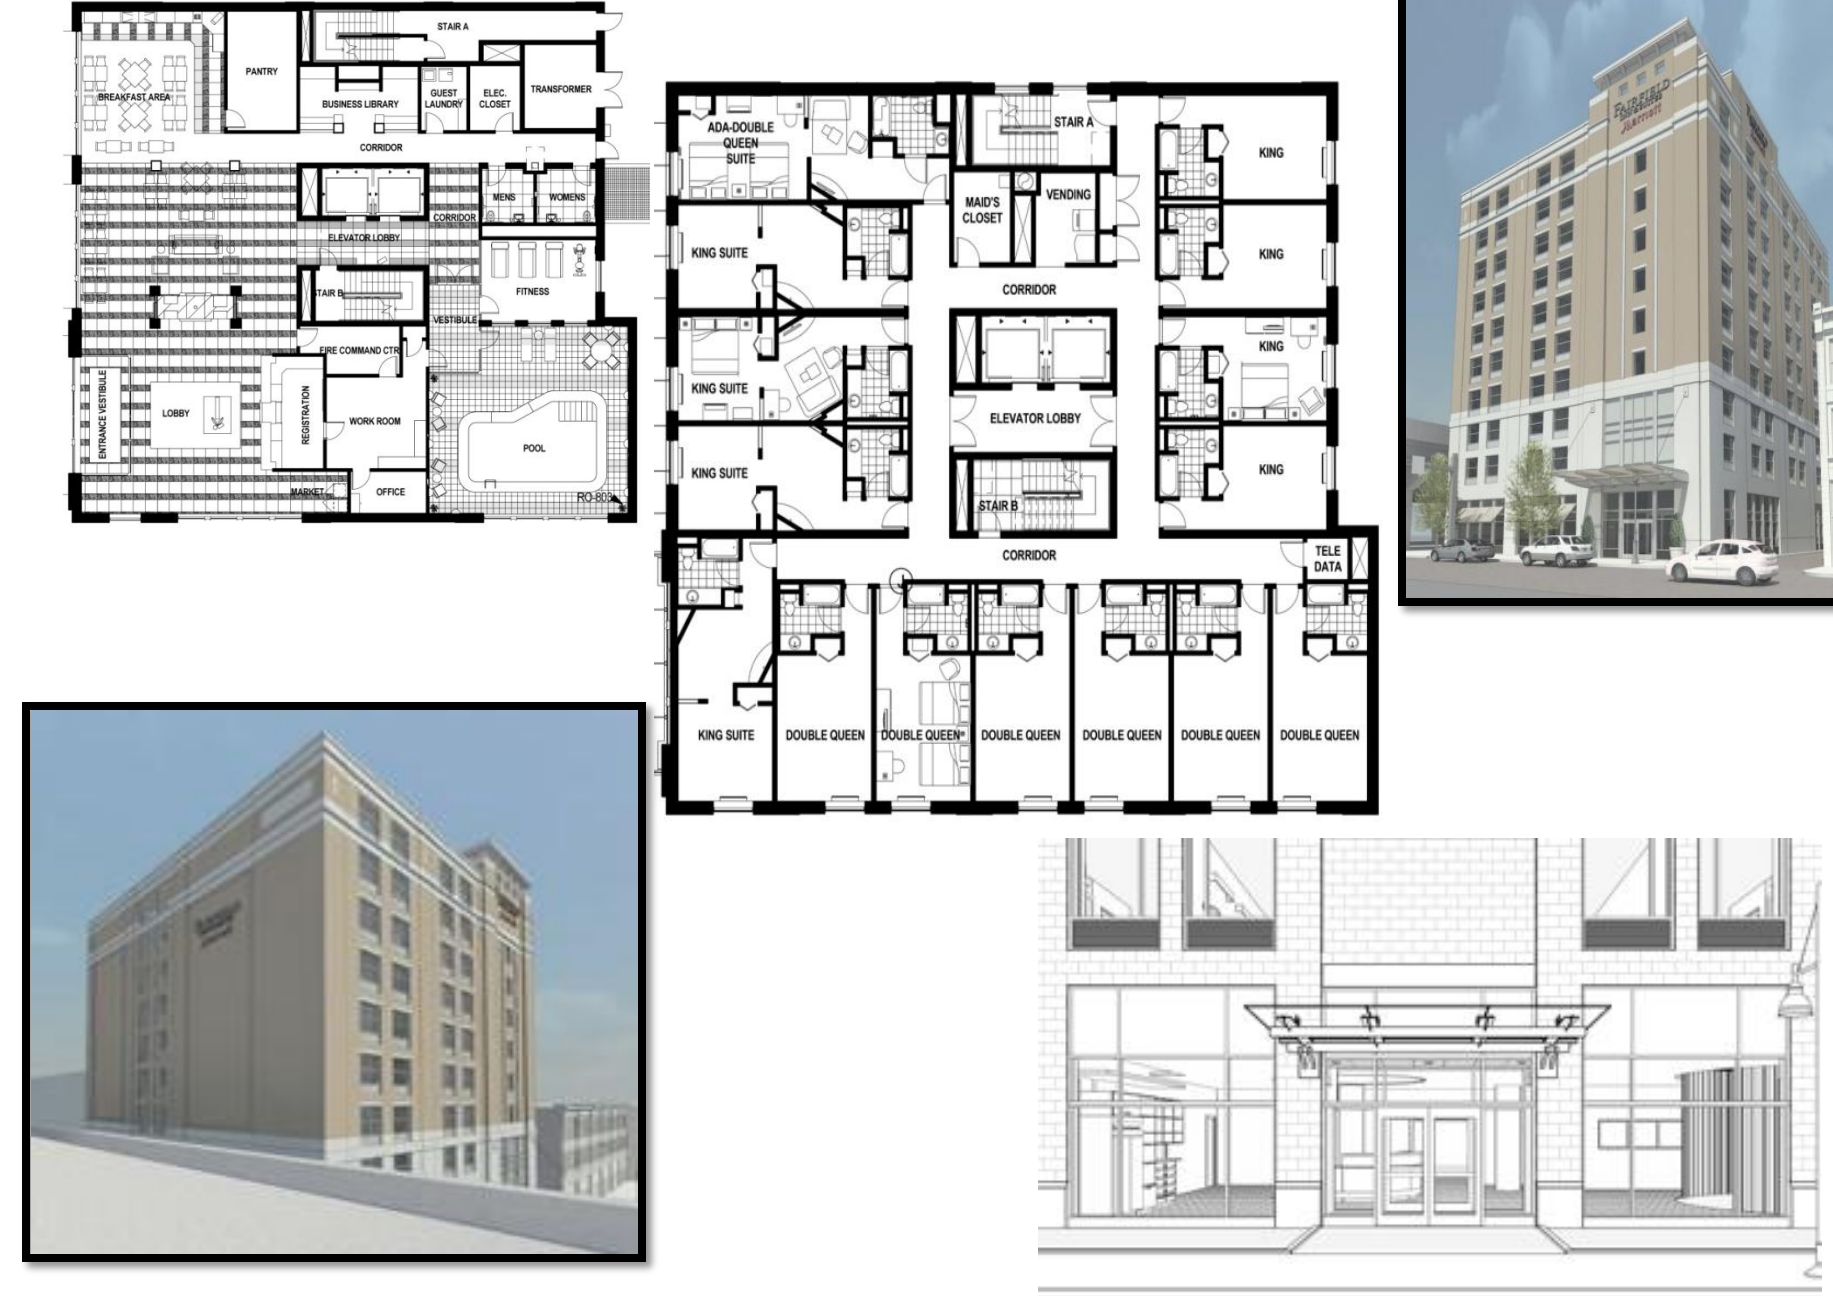 STAIR A
PANTRY
BREAKFAST AREA
BUSINESS LIBRARY
GUEST
LAUNDRY
ELEC.
CLOSET
TRANSFORMER
CORRIDOR
MENS
WOMENS
CORRIDOR
ELEVATOR LOBBY
STAIR B
FITNESS
VESTIBULE
FIRE COMMAND CTR
ENTRANCE VESTIBULE
LOBBY
REGISTRATION
WORK ROOM
POOL
MARKET
OFFICE
RO-803
ADA-DOUBLE
QUEEN
SUITE
STAIR A
KING
MAID'S
CLOSET
VENDING
KING SUITE
KING
CORRIDOR
KING SUITE
KING
ELEVATOR LOBBY
KING SUITE
KING
STAIR B
CORRIDOR
TELE
DATA
KING SUITE
DOUBLE QUEEN
DOUBLE QUEEN
DOUBLE QUEEN
DOUBLE QUEEN
DOUBLE QUEEN
DOUBLE QUEEN
FAIRFIELD
Marriott